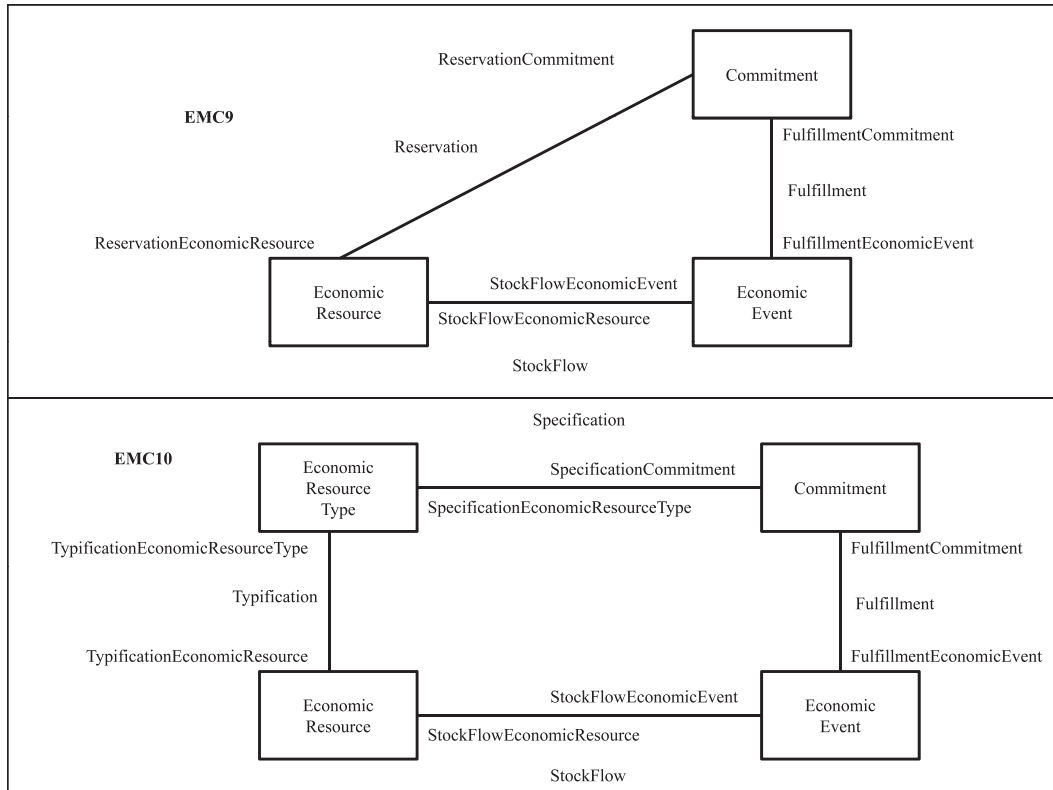 ReservationCommitment
Commitment
EMC9
FulfillmentCommitment
Reservation
Fulfillment
ReservationEconomicResource
FulfillmentEconomicEvent
Economic
Resource
StockFlowEconomicEvent
StockFlowEconomicResource
Economic
Event
StockFlow
Specification
EMC10
Economic
Resource
Type
SpecificationCommitment
SpecificationEconomicResourceType
Commitment
TypificationEconomicResourceType
FulfillmentCommitment
Typification
Fulfillment
TypificationEconomicResource
FulfillmentEconomicEvent
Economic
Resource
StockFlowEconomicEvent
StockFlowEconomicResource
Economic
Event
StockFlow